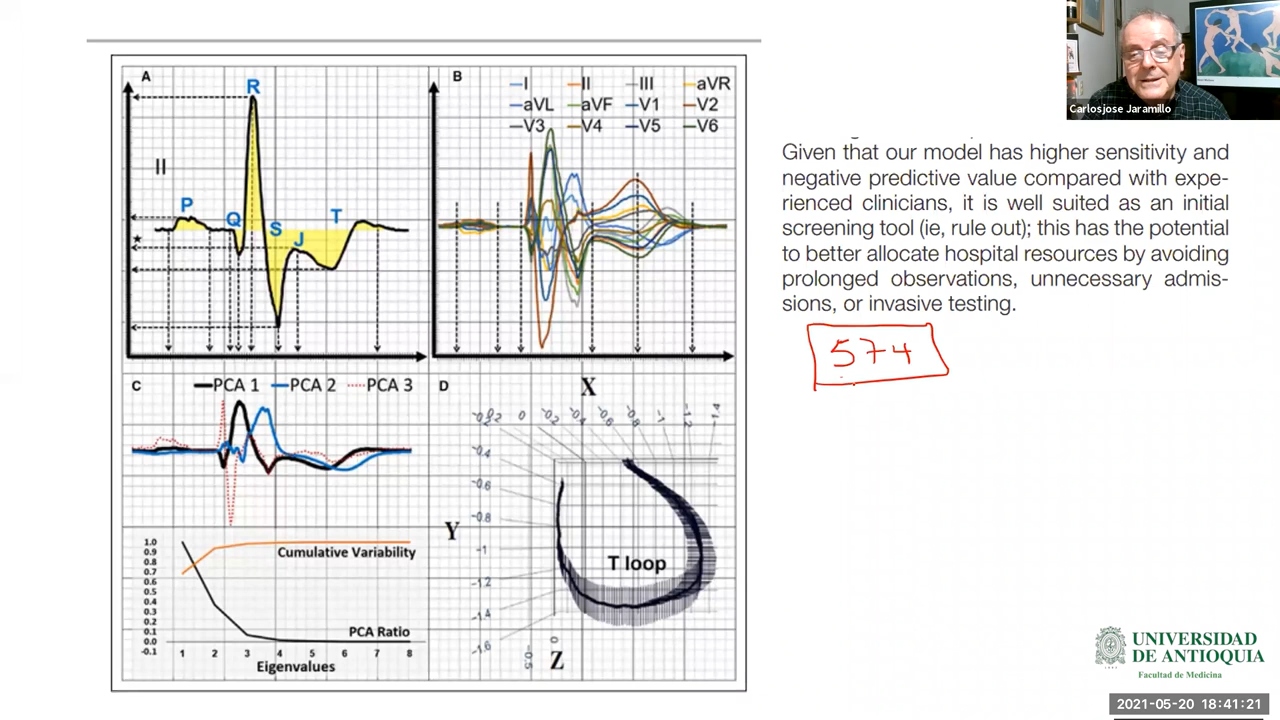 A
R
II
P
Q
S
J
T
B
I II III aVR
aVL aVF V1 V2
V3 V4 V5 V6
C
PCA 1 PCA 2 PCA 3
1.0
0.9
0.8
0.7
0.6
0.5
0.4
0.3
0.2
0.1
0.0
-0.1
Cumulative Variability
PCA Ratio
1 2 3 4 5 6 7 8
Eigenvalues
D
X
0 -0.2 -0.4 -0.6 -0.8 -1 -1.2 -1.4
-0.2
-0.4
-0.6
-0.8
-1
-1.2
-1.4
-1.6
Y
T loop
0
-0.5
Z
Carlosjose Jaramillo
Given that our model has higher sensitivity and
negative predictive value compared with expe-
rienced clinicians, it is well suited as an initial
screening tool (ie, rule out); this has the potential
to better allocate hospital resources by avoiding
prolonged observations, unnecessary admis-
sions, or invasive testing.
574
UNIVERSIDAD
DE ANTIOQUIA
Facultad de Medicina
2021-05-20 18:41:21